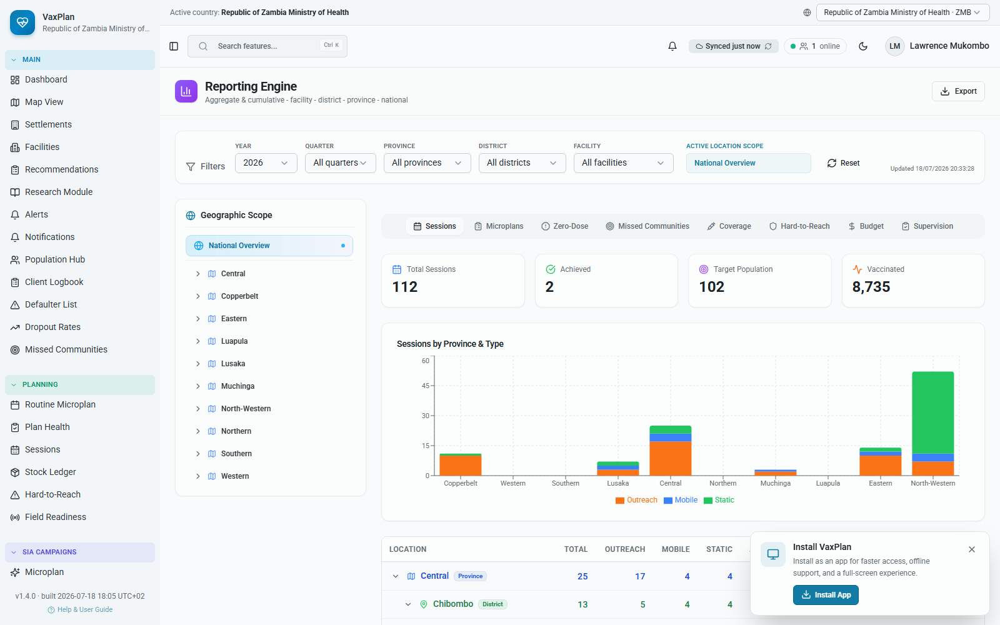 VaxPlan
Republic of Zambia Ministry of...
MAIN
Dashboard
Map View
Settlements
Facilities
Recommendations
Research Module
Alerts
Notifications
Population Hub
Client Logbook
Defaulter List
Dropout Rates
Missed Communities
PLANNING
Routine Microplan
Plan Health
Sessions
Stock Ledger
Hard-to-Reach
Field Readiness
SIA CAMPAIGNS
Microplan
v1.4.0 · built 2026-07-18 18:05 UTC+02
Help & User Guide
Active country: Republic of Zambia Ministry of Health
Republic of Zambia Ministry of Health · ZMB
Search features... Ctrl K
Synced just now
1 online
LM Lawrence Mukombo
Reporting Engine
Aggregate & cumulative - facility - district - province - national
Export
Filters
YEAR QUARTER PROVINCE DISTRICT FACILITY ACTIVE LOCATION SCOPE
2026 All quarters All provinces All districts All facilities National Overview Reset
Updated 18/07/2026 20:33:28
Geographic Scope
National Overview
Central
Copperbelt
Eastern
Luapula
Lusaka
Muchinga
North-Western
Northern
Southern
Western
Sessions Microplans Zero-Dose Missed Communities Coverage Hard-to-Reach Budget Supervision
Total Sessions
112
Achieved
2
Target Population
102
Vaccinated
8,735
Sessions by Province & Type
60
45
30
15
0
Copperbelt Western Southern Lusaka Central Northern Muchinga Luapula Eastern North-Western
Outreach Mobile Static
LOCATION TOTAL OUTREACH MOBILE STATIC
Central Province 25 17 4 4
Chibombo District 13 5 4 4
Install VaxPlan
Install as an app for faster access, offline
support, and a full-screen experience.
Install App